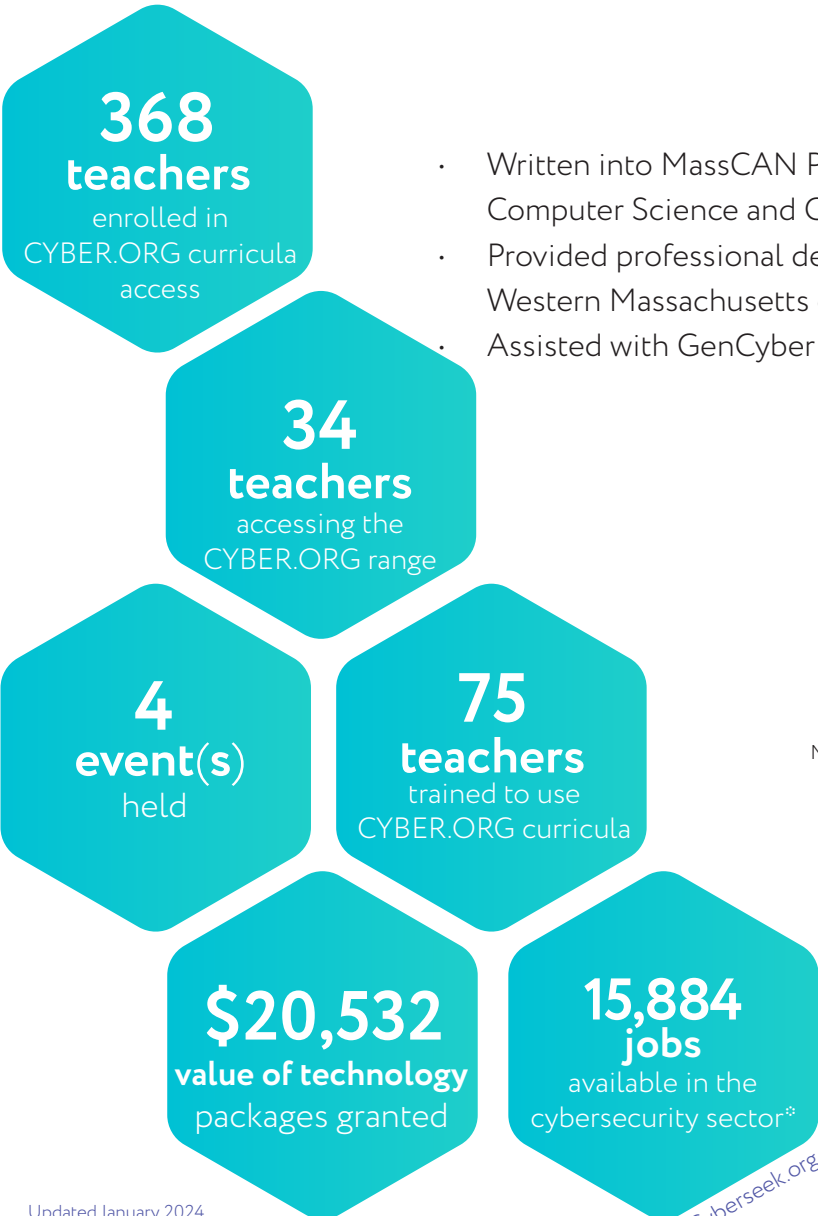 368
teachers
enrolled in
CYBER.ORG curricula
access
· Written into MassCAN
Computer Science and
· Provided professional
Western Massachusetts
· Assisted with GenCyber
34
teachers
accessing the
CYBER.ORG range
4
event(s)
held
75
teachers
trained to use
CYBER.ORG curricula
$20,532
value of technology
packages granted
15,884
jobs
available in the
cybersecurity sector*
Updated January 2024